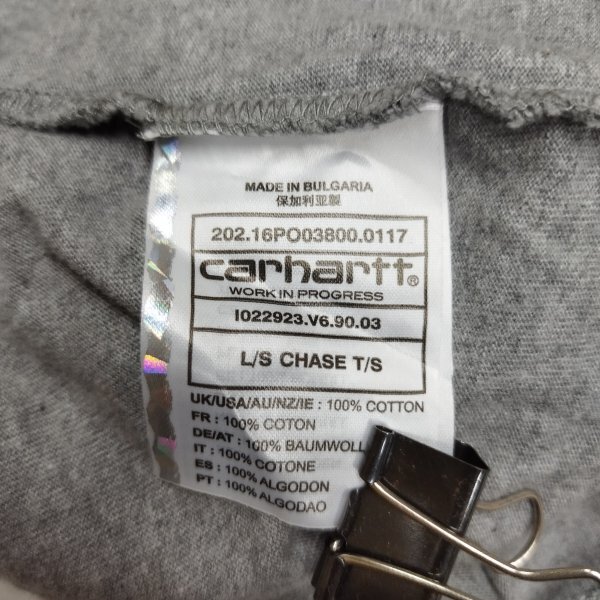 MADE IN BULGARIA
保加利亚製
202.16PO03800.0117
carhartt®
WORK IN PROGRESS
I022923.V6.90.03
L/S CHASE T/S
UK/USA/AU/NZ/IE : 100% COTTON
FR : 100% COTON
DE/AT : 100% BAUMWOLL
IT : 100% COTONE
ES : 100% ALGODON
PT : 100% ALGODAO